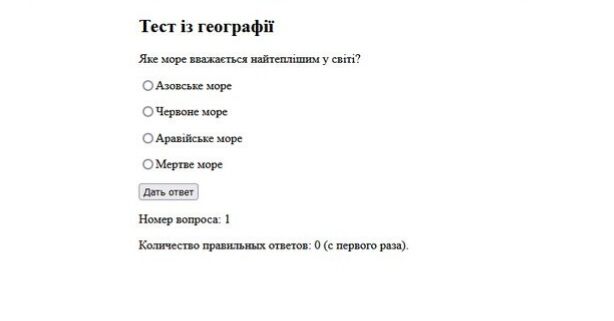 Тест із географії
Яке море вважається найтеплішим у світі?
Азовське море
Червоне море
Аравійське море
Мертве море
Дать ответ
Номер вопроса: 1
Количество правильных ответов: 0 (с первого раза).